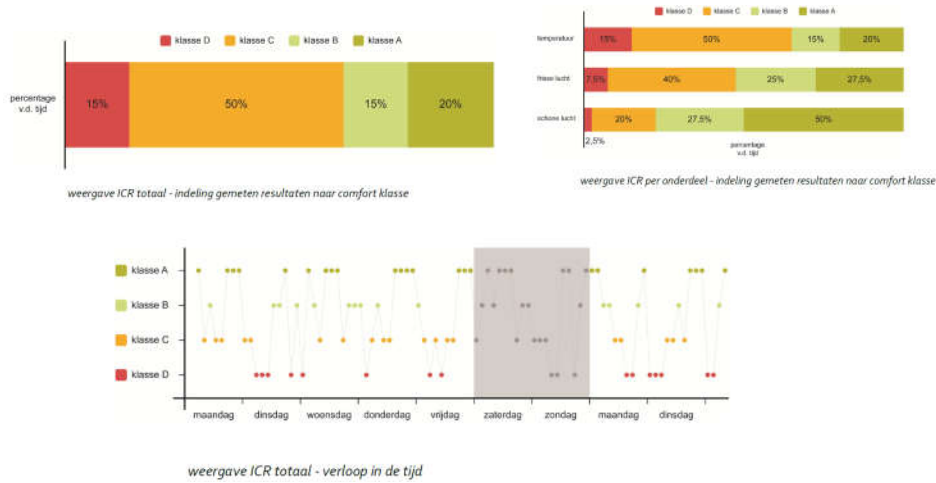 klasse D klasse C klasse B klasse A
percentage
v.d. tijd
15% 50% 15% 20%
weergave ICR totaal - indeling gemeten resultaten naar comfort klasse
klasse D klasse C klasse B klasse A
temperatuur 15% 50% 15% 20%
frisse lucht 7,5% 40% 25% 27,5%
schone lucht 20% 27,5% 50%
2,5%
percentage
v.d. tijd
weergave ICR per onderdeel - indeling gemeten resultaten naar comfort klasse
klasse A
klasse B
klasse C
klasse D
maandag dinsdag woensdag donderdag vrijdag zaterdag zondag maandag dinsdag
weergave ICR totaal - verloop in de tijd